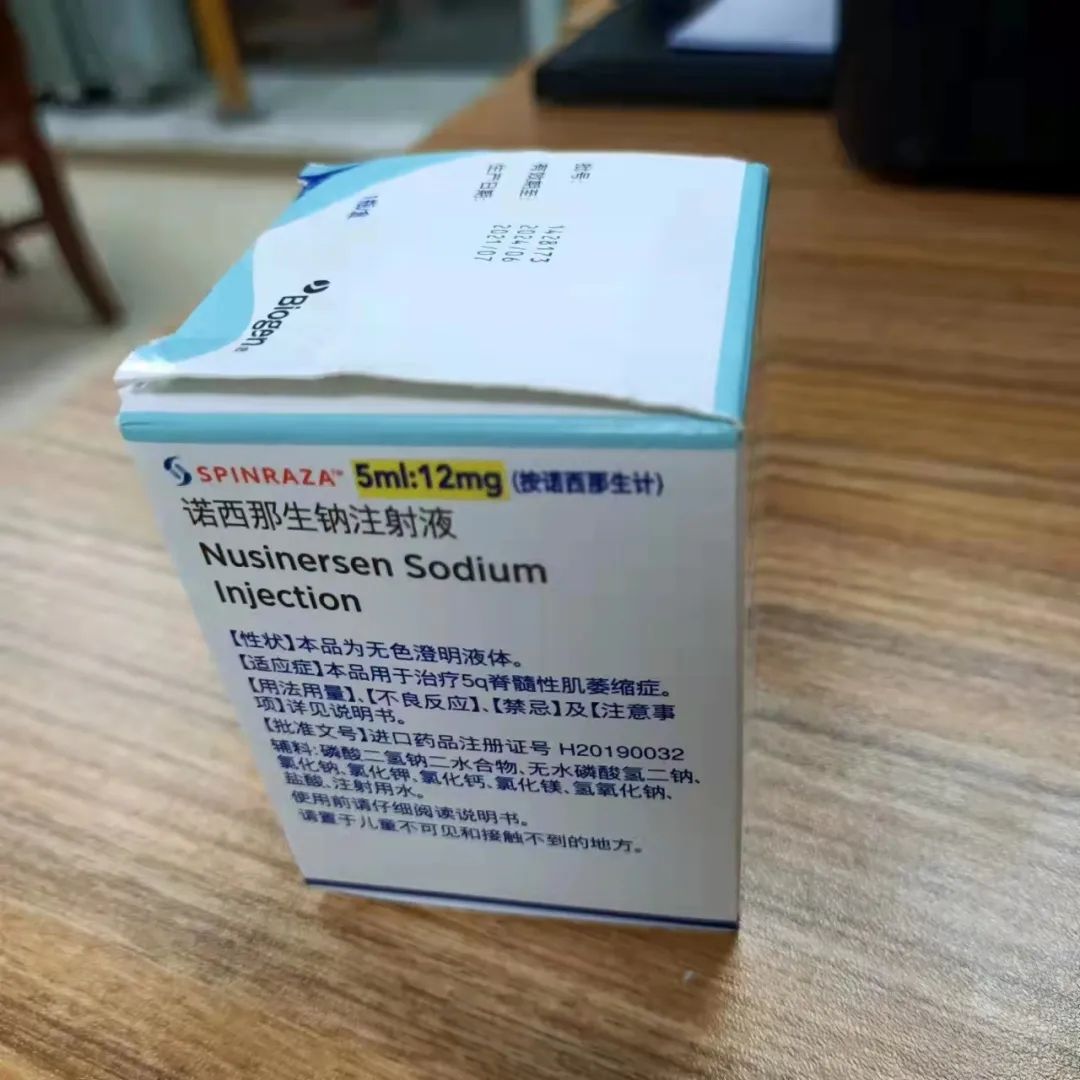 批号: 1428173
有效期至: 2024/06
生产日期: 2021/07
1瓶/盒
Biogen®
SPINRAZA™ 5ml:12mg (按诺西那生计)
诺西那生钠注射液
Nusinersen Sodium
Injection
【性状】本品为无色澄明液体。
【适应症】本品用于治疗5q脊髓性肌萎缩症。
【用法用量】、【不良反应】、【禁忌】及【注意事
项】详见说明书。
【批准文号】进口药品注册证号 H20190032
辅料:磷酸二氢钠二水合物、无水磷酸氢二钠、
氯化钠、氯化钾、氯化钙、氯化镁、氢氧化钠、
盐酸、注射用水。
使用前请仔细阅读说明书。
请置于儿童不可见和接触不到的地方。